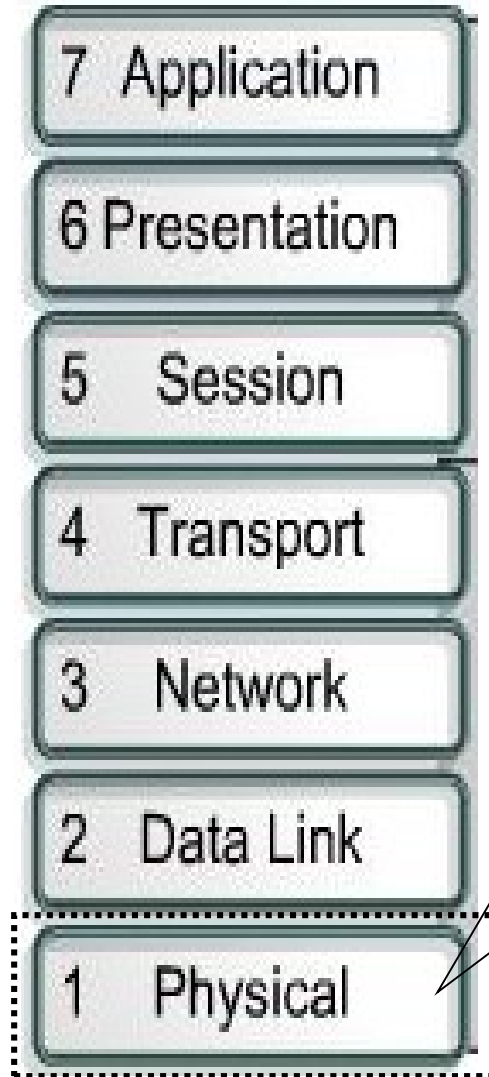 7 Application
6 Presentation
5 Session
4 Transport
3 Network
2 Data Link
1 Physical